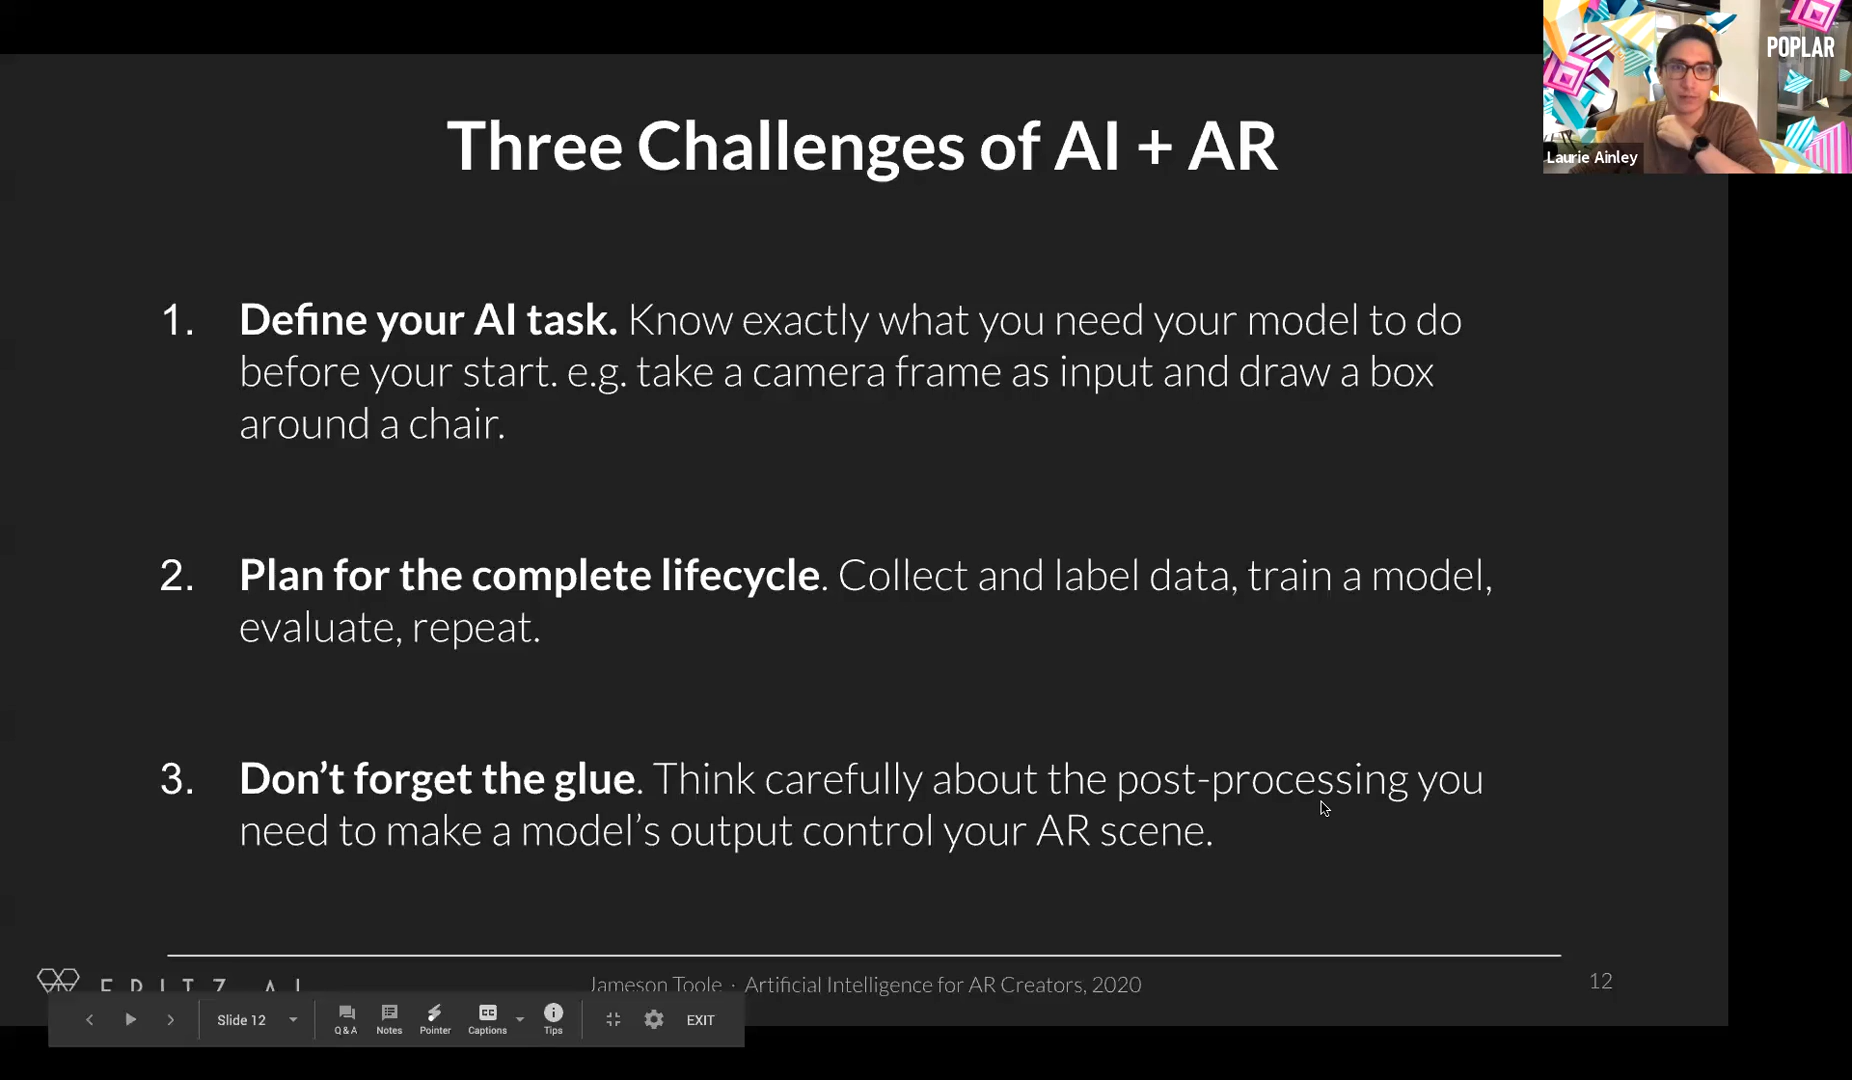 POPLAR
Laurie Ainley
Three Challenges of AI + AR
1. Define your AI task. Know exactly what you need your model to do
before your start. e.g. take a camera frame as input and draw a box
around a chair.
2. Plan for the complete lifecycle. Collect and label data, train a model,
evaluate, repeat.
3. Don’t forget the glue. Think carefully about the post-processing you
need to make a model’s output control your AR scene.
FRITZ AI
Jameson Toole · Artificial Intelligence for AR Creators, 2020
12
Slide 12
Q&A
Notes
Pointer
CC
Captions
Tips
EXIT